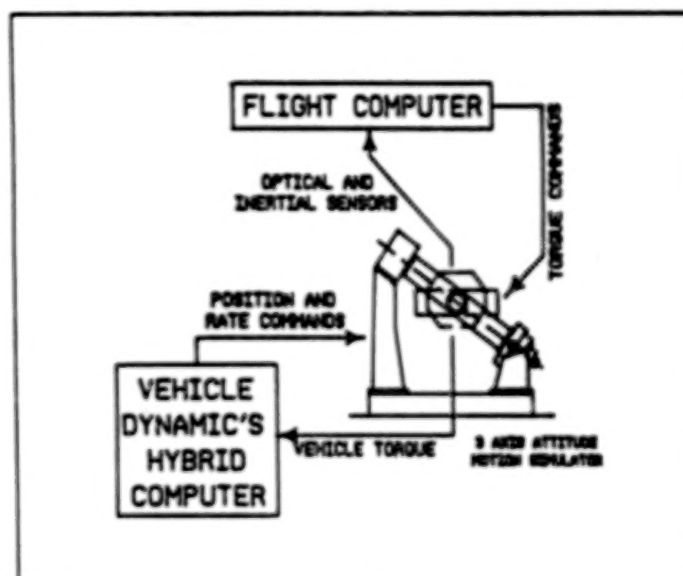 FLIGHT COMPUTER
TORQUE COMMANDS
OPTICAL AND
INERTIAL SENSORS
POSITION AND
RATE COMMANDS
VEHICLE
DYNAMIC'S
HYBRID
COMPUTER
VEHICLE TORQUE
3 AXIS ATTITUDE
MOTION SIMULATOR